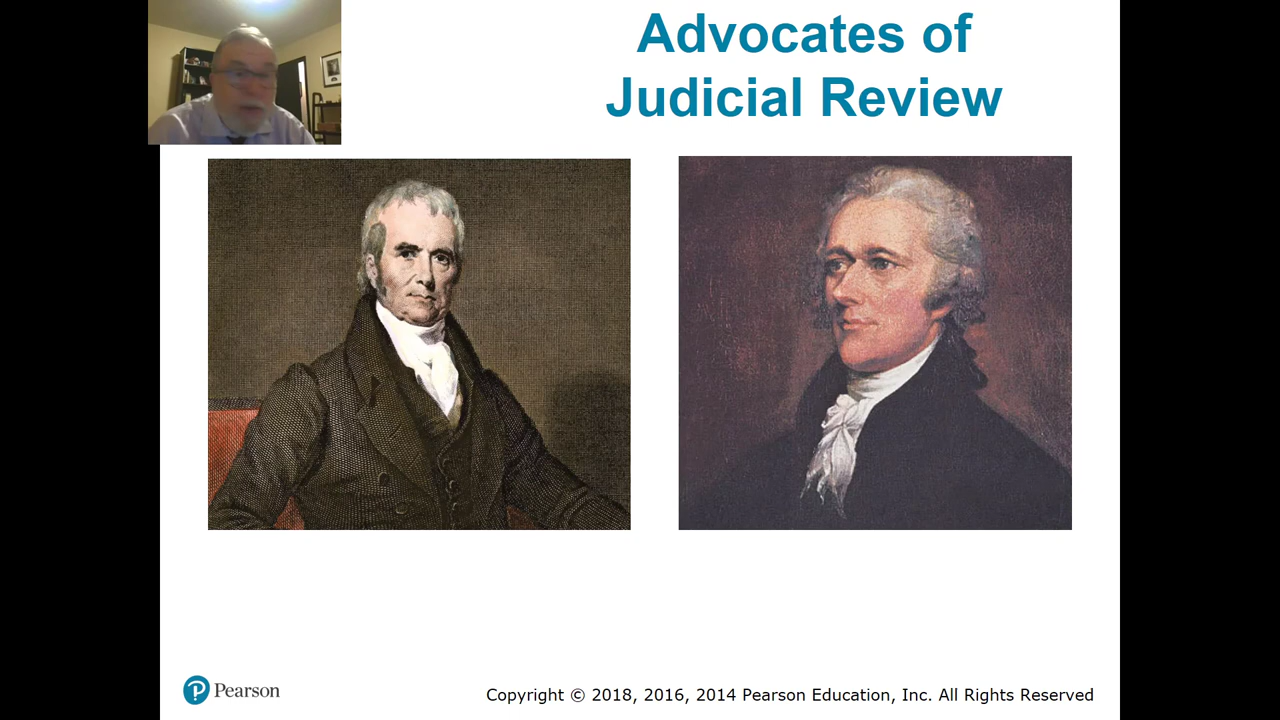 Advocates of
Judicial Review
Pearson
Copyright © 2018, 2016, 2014 Pearson Education, Inc. All Rights Reserved